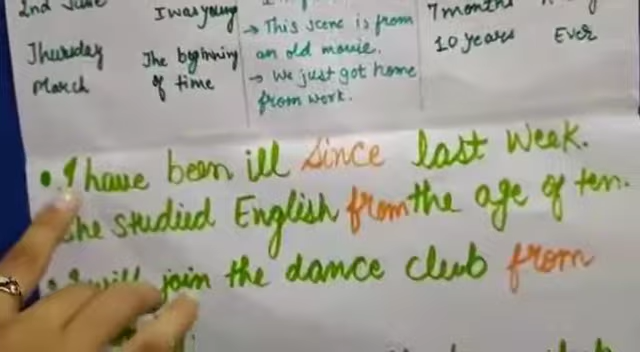 2nd June
I was young
7 months
→ This scene is from
an old movie.
10 years
Ever
Thursday
The beginning
of time
March
→ We just got home
from work.
• I have been ill since last week.
she studied English from the age of ten.
• I will join the dance club from